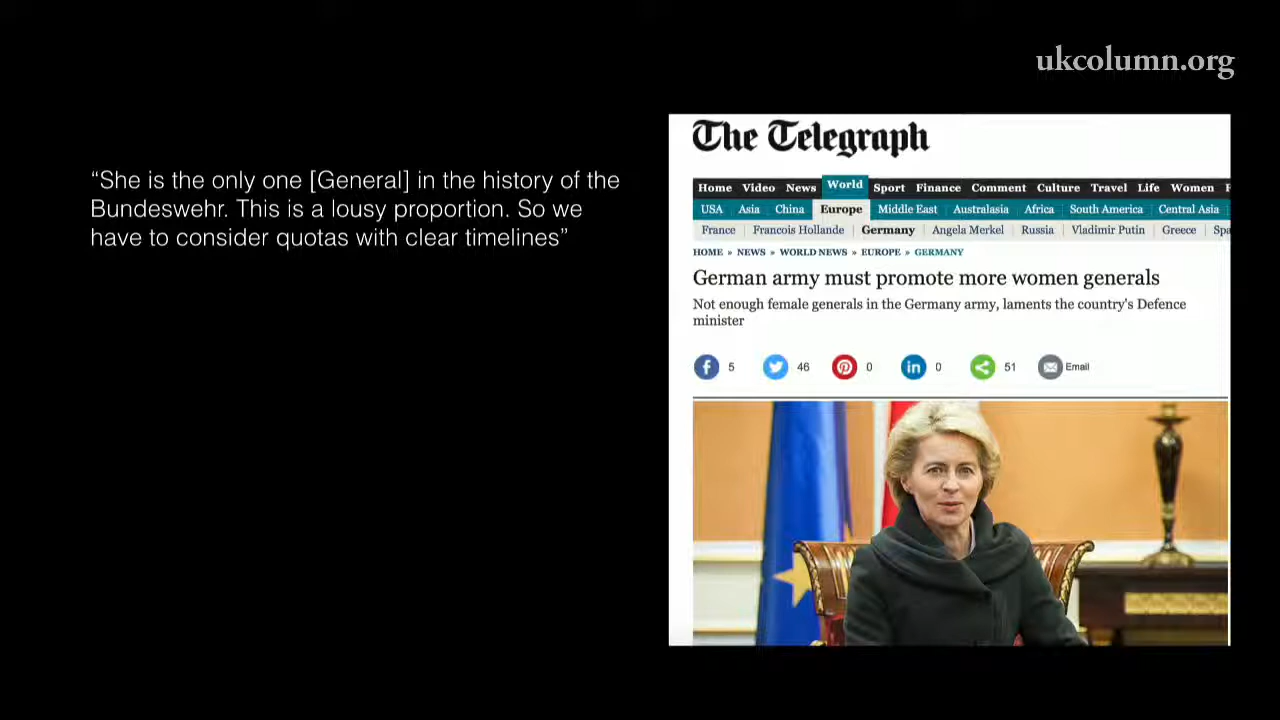 ukcolumn.org
“She is the only one [General] in the history of the
Bundeswehr. This is a lousy proportion. So we
have to consider quotas with clear timelines”
The Telegraph
Home Video News World Sport Finance Comment Culture Travel Life Women
USA Asia China Europe Middle East Australasia Africa South America Central Asia
France Francois Hollande Germany Angela Merkel Russia Vladimir Putin Greece Spa
HOME » NEWS » WORLD NEWS » EUROPE » GERMANY
German army must promote more women generals
Not enough female generals in the Germany army, laments the country's Defence
minister
5 46 0 0 51 Email